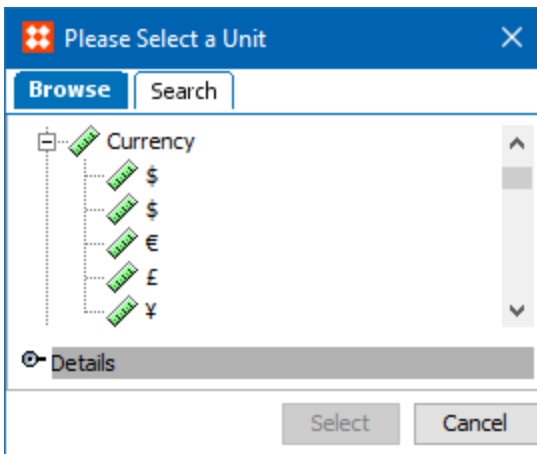 Please Select a Unit
Browse Search
Currency
$
$
€
£
¥
Details
Select Cancel